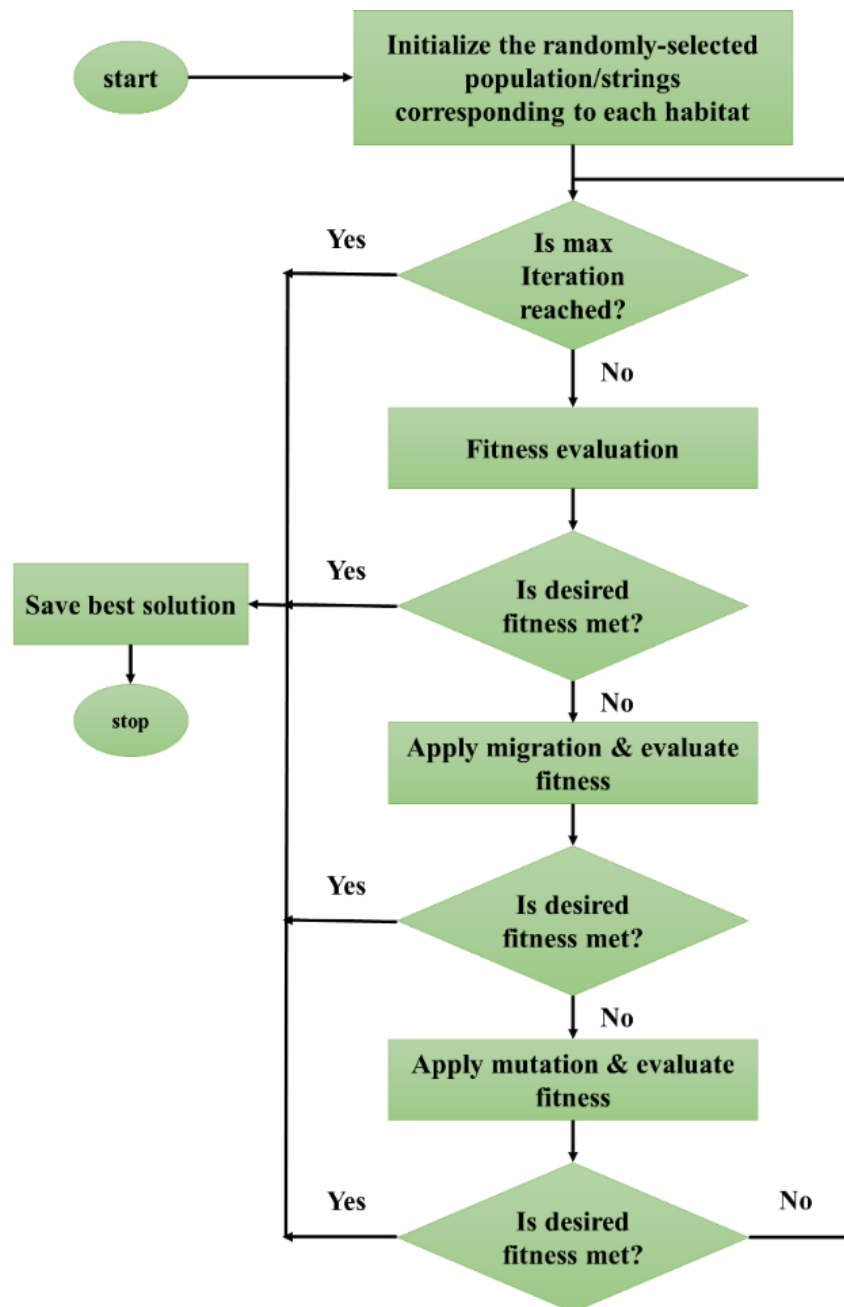 start
Initialize the randomly-selected
population/strings
corresponding to each habitat
Yes
Is max
Iteration
reached?
No
Fitness evaluation
Yes
Is desired
fitness met?
Save best solution
No
stop
Apply migration & evaluate
fitness
Yes
Is desired
fitness met?
No
Apply mutation & evaluate
fitness
Yes
Is desired
fitness met?
No